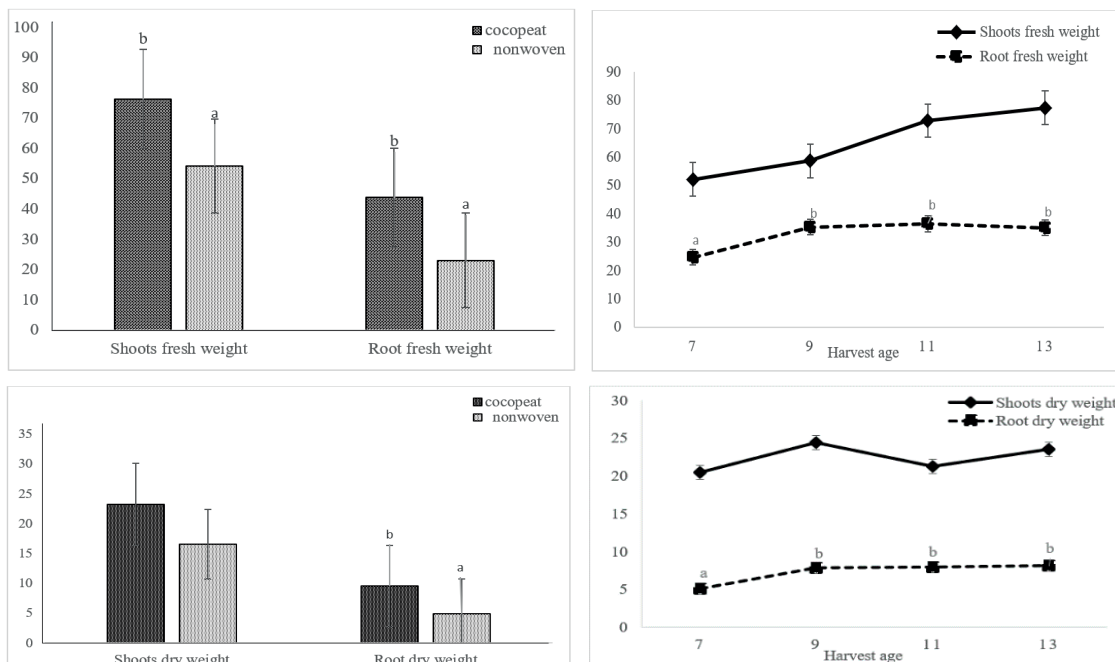 100
90
80
70
60
50
40
30
20
10
0
b
a
b
a
cocopeat
nonwoven
Shoots fresh weight
Root fresh weight
Shoots fresh weight
Root fresh weight
90
80
70
60
50
40
30
20
10
0
a
b
b
b
7
9
11
13
Harvest age
35
30
25
20
15
10
5
0
cocopeat
nonwoven
b
a
Shoots dry weight
Root dry weight
30
25
20
15
10
5
0
Shoots dry weight
Root dry weight
a
b
b
b
7
9
11
13
Harvest age